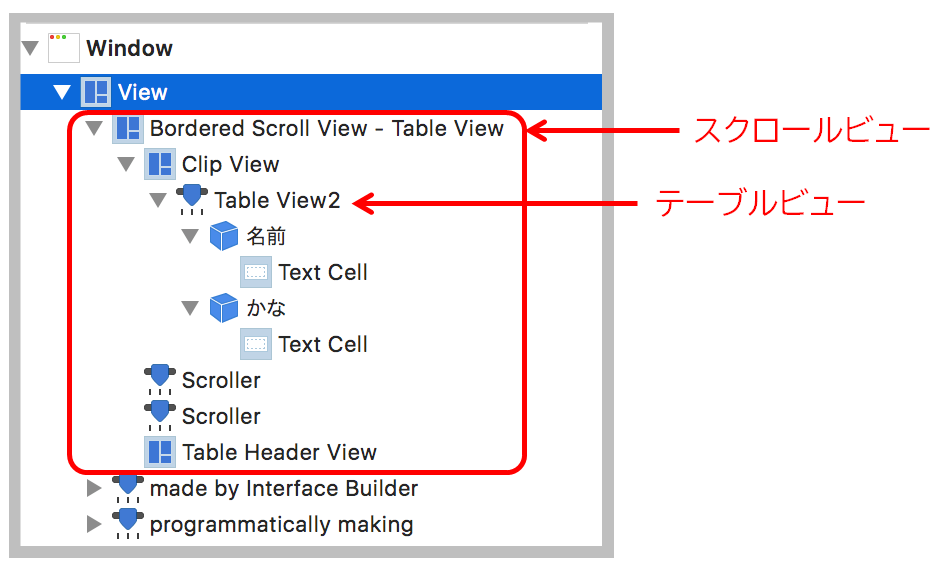 Window
View
Bordered Scroll View - Table View
スクロールビュー
Clip View
Table View2
テーブルビュー
名前
Text Cell
かな
Text Cell
Scroller
Scroller
Table Header View
made by Interface Builder
programmatically making